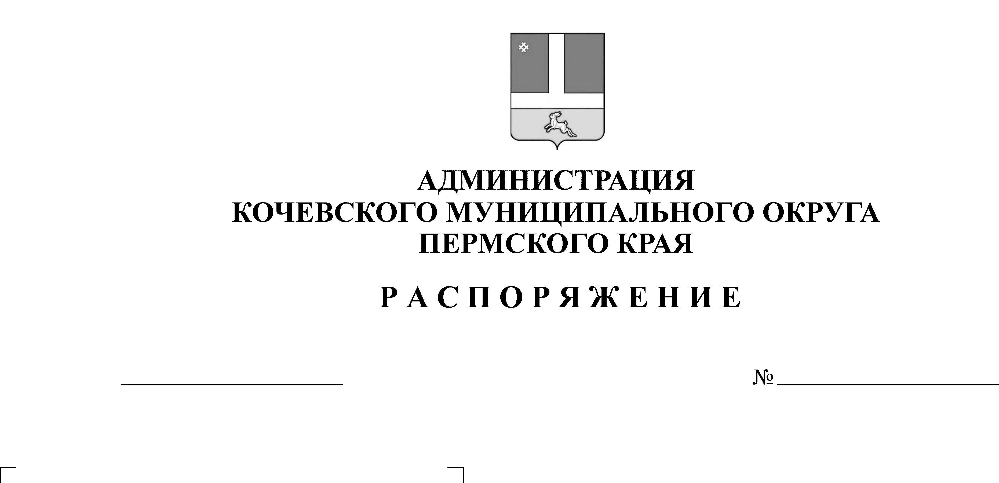 АДМИНИСТРАЦИЯ
КОЧЕВСКОГО МУНИЦИПАЛЬНОГО ОКРУГА
ПЕРМСКОГО КРАЯ
Р А С П О Р Я Ж Е Н И Е
№